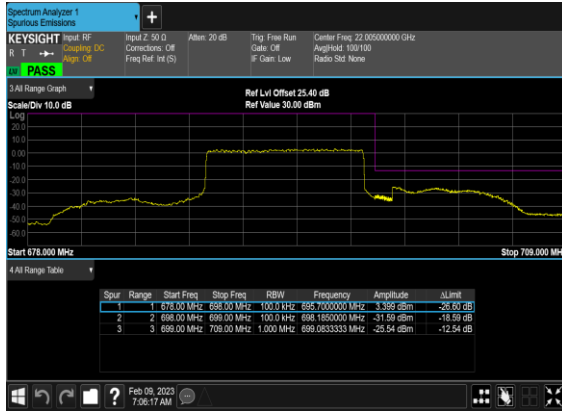 Spectrum Analyzer 1
Spurious Emissions
+
KEYSIGHT Input: RF
R T Coupling: DC
Align: Off
Input Z: 50 Ω
Corrections: Off
Freq Ref: Int (S)
Atten: 20 dB
Trig: Free Run
Gate: Off
IF Gain: Low
Center Freq: 22.005000000 GHz
Avg|Hold: 100/100
Radio Std: None
PASS
3 All Range Graph
Scale/Div 10.0 dB
Ref Lvl Offset 25.40 dB
Ref Value 30.00 dBm
Log
20.0
10.0
0.00
-10.0
-20.0
-30.0
-40.0
-50.0
-60.0
Start 678.000 MHz
Stop 709.000 MH
4 All Range Table
Spur Range Start Freq Stop Freq RBW Frequency Amplitude ΔLimit
1 1 678.00 MHz 698.00 MHz 100.0 kHz 695.7000000 MHz 3.399 dBm -26.60 dB
2 2 698.00 MHz 699.00 MHz 100.0 kHz 698.1850000 MHz -31.59 dBm -18.59 dB
3 3 699.00 MHz 709.00 MHz 1.000 MHz 699.0833333 MHz -25.54 dBm -12.54 dB
?
Feb 09, 2023
7:06:17 AM